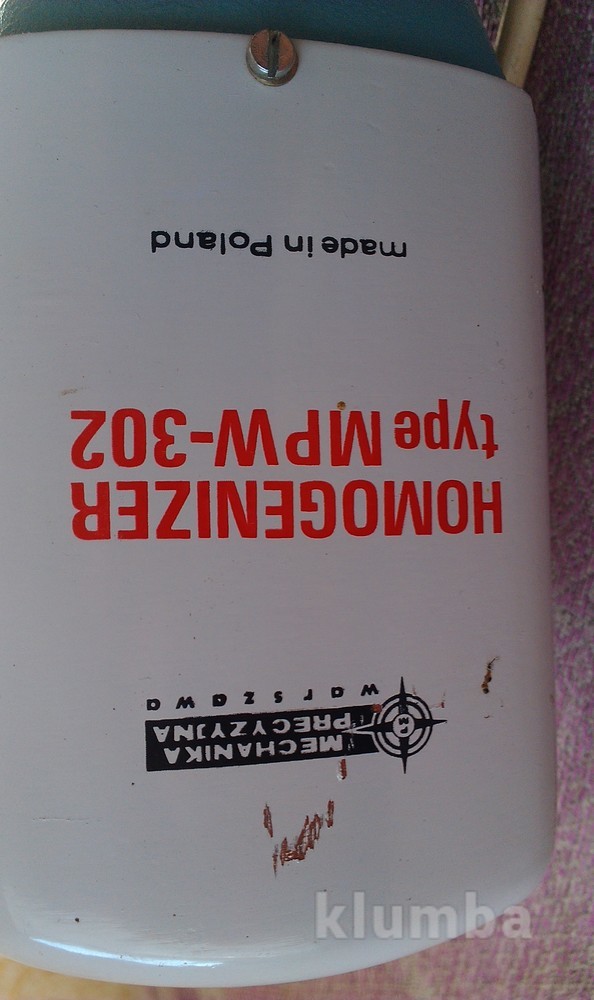 MECHANIKA
PRECYZYJNA
warszawa
HOMOGENIZER
type MPW-302
made in Poland
klumba